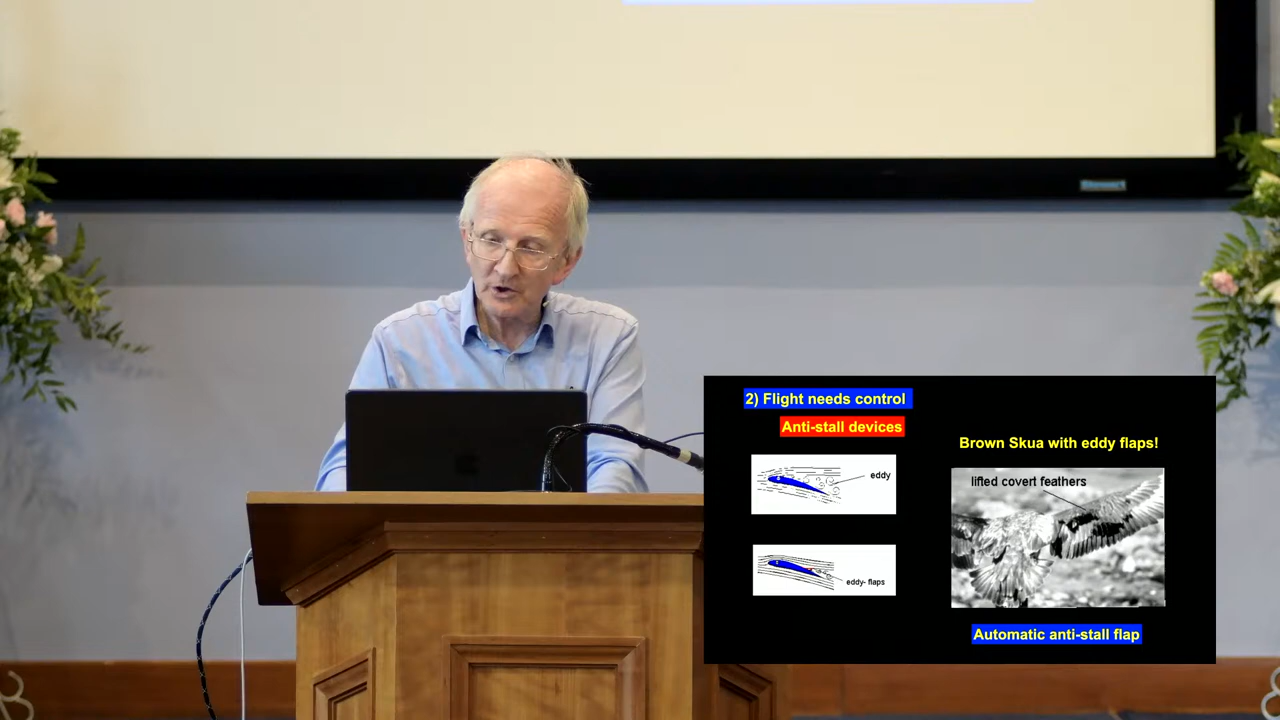 Stewart
2) Flight needs control
Anti-stall devices
Brown Skua with eddy flaps!
eddy
lifted covert feathers
eddy- flaps
Automatic anti-stall flap